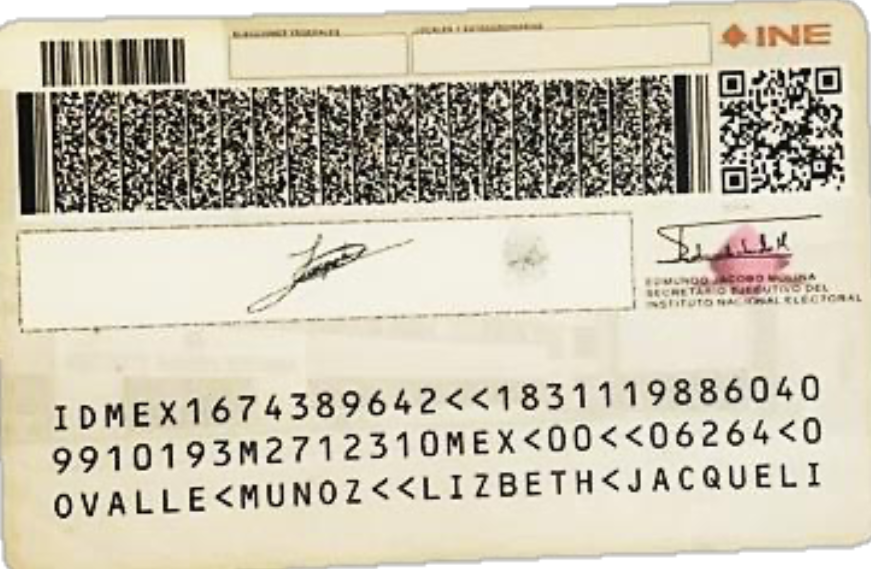 ELECCIONES FEDERALES
LOCALES Y EXTRAORDINARIAS
INE
EDMUNDO JACOBO MOLINA
SECRETARIO EJECUTIVO DEL
INSTITUTO NACIONAL ELECTORAL
IDMEX1674389642<<1831119886040
9910193M2712310MEX<00<<06264<0
OVALLE<MUNOZ<<LIZBETH<JACQUELI